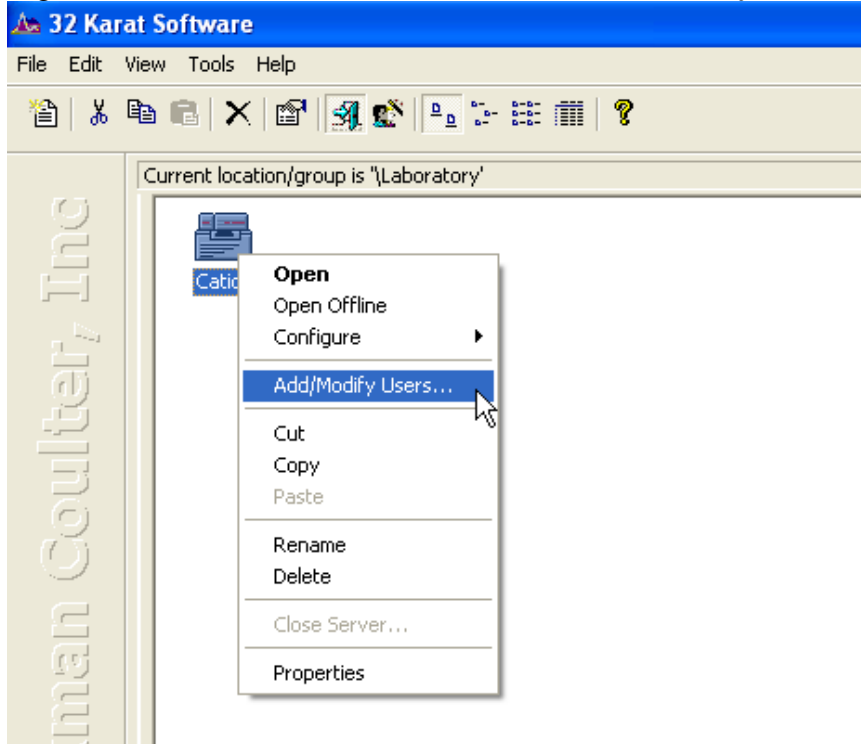 32 Karat Software
File Edit View Tools Help
Current location/group is "\Laboratory'
Open
Open Offline
Configure
Add/Modify Users...
Cut
Copy
Paste
Rename
Delete
Close Server...
Properties
man Coulter, Inc